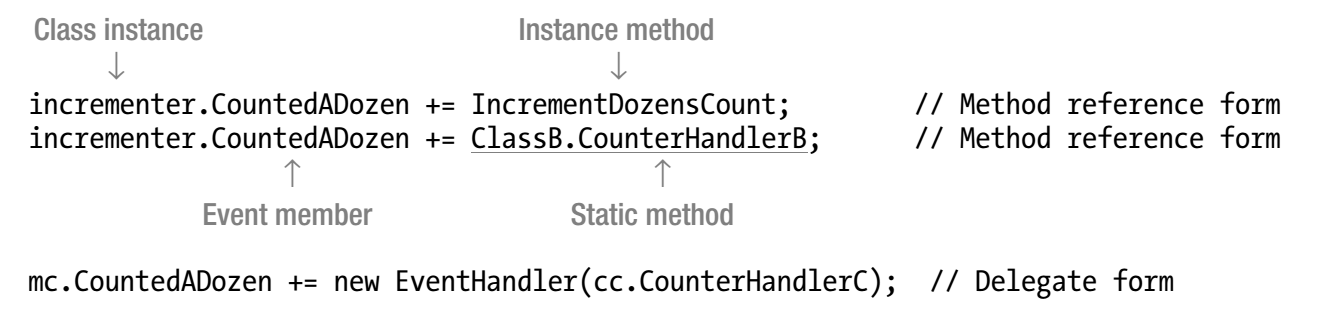 Class instance Instance method
incrementer.CountedADozen += IncrementDozensCount; // Method reference form
incrementer.CountedADozen += ClassB.CounterHandlerB; // Method reference form
Event member Static method
mc.CountedADozen += new EventHandler(cc.CounterHandlerC); // Delegate form